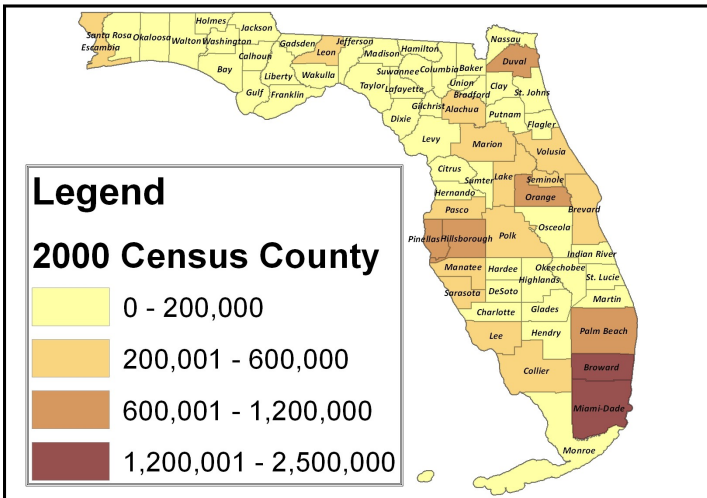 Holmes
Jackson
Santa Rosa Okaloosa Walton Washington
Escambia
Calhoun
Bay
Gulf
Liberty
Franklin
Gadsden
Leon
Wakulla
Jefferson
Madison
Hamilton
Taylor
Suwannee
Lafayette
Columbia
Baker
Nassau
Duval
Union
Bradford
Clay
St. Johns
Dixie
Gilchrist
Alachua
Putnam
Flagler
Levy
Marion
Volusia
Citrus
Sumter
Lake
Seminole
Hernando
Orange
Pasco
Brevard
Pinellas
Hillsborough
Polk
Osceola
Indian River
Manatee
Hardee
Okeechobee
Highlands
St. Lucie
Sarasota
DeSoto
Martin
Charlotte
Glades
Lee
Hendry
Palm Beach
Collier
Broward
Miami-Dade
Monroe
Legend
2000 Census County
0 - 200,000
200,001 - 600,000
600,001 - 1,200,000
1,200,001 - 2,500,000